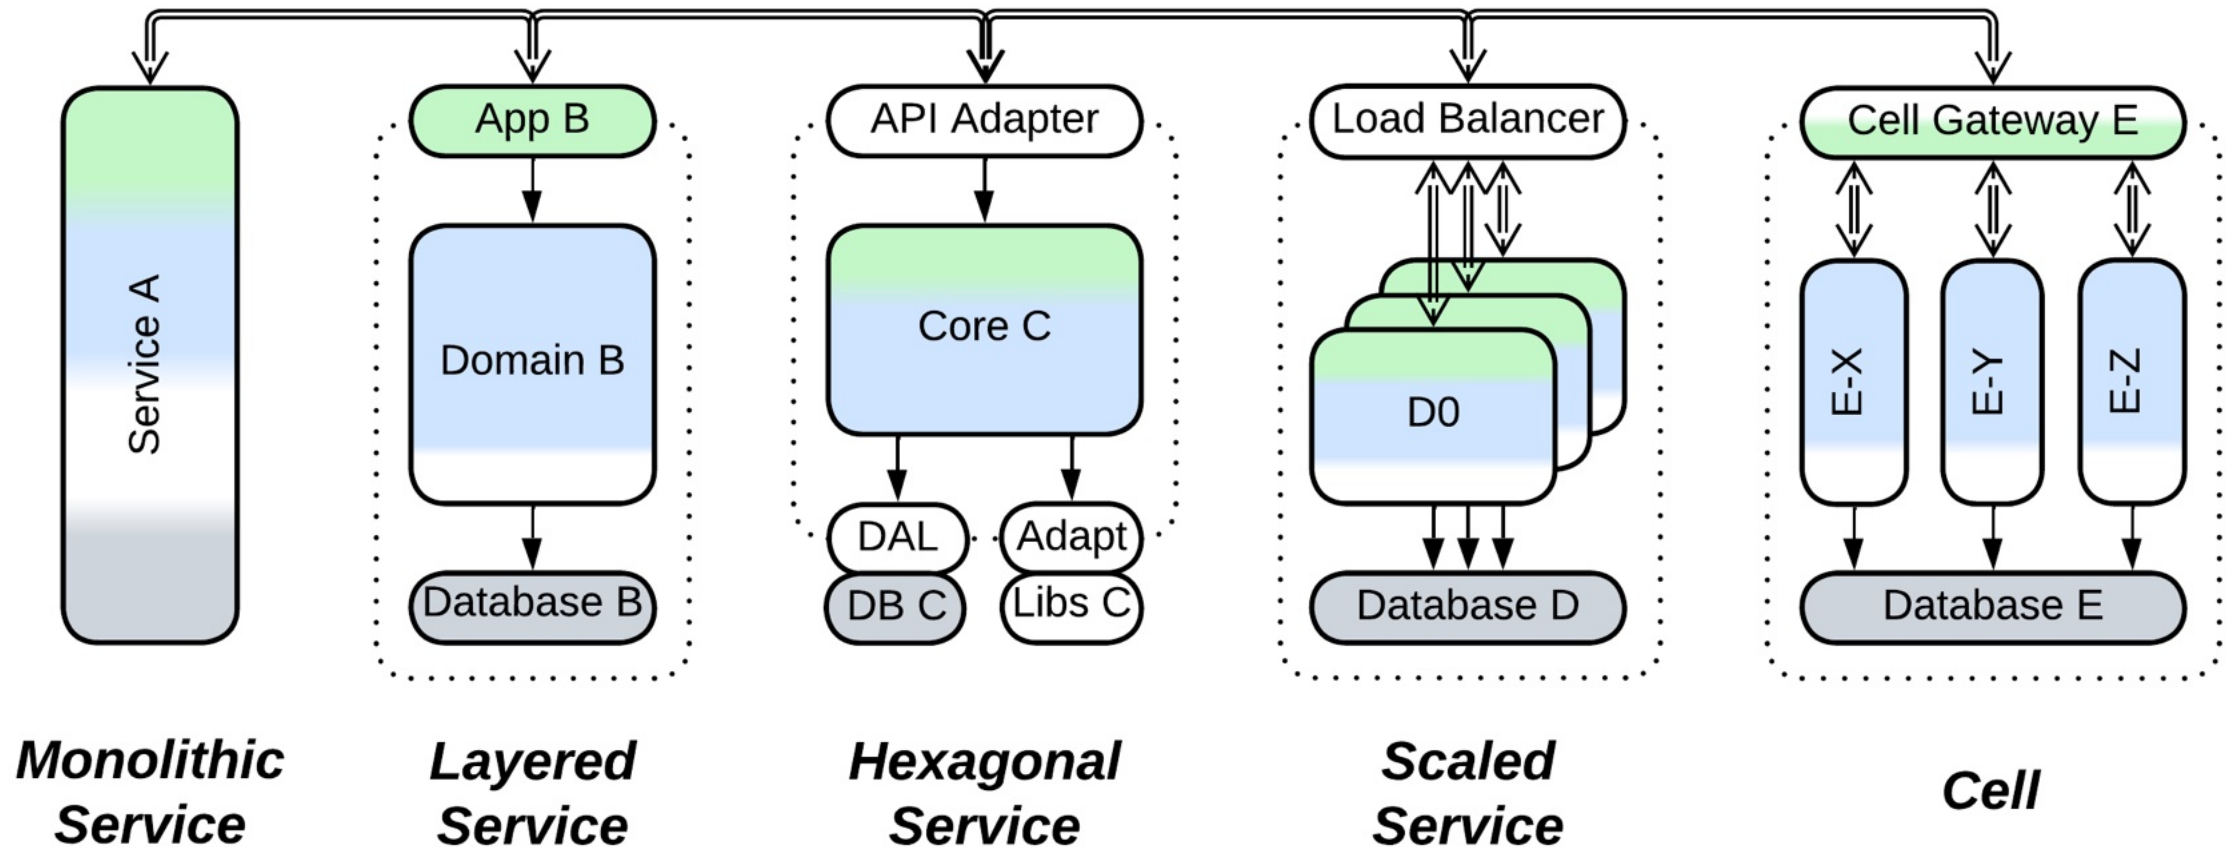 Service A
App B
Domain B
Database B
API Adapter
Core C
DAL
Adapt
DB C
Libs C
Load Balancer
D0
Database D
Cell Gateway E
E-X
E-Y
E-Z
Database E
Monolithic
Service
Layered
Service
Hexagonal
Service
Scaled
Service
Cell